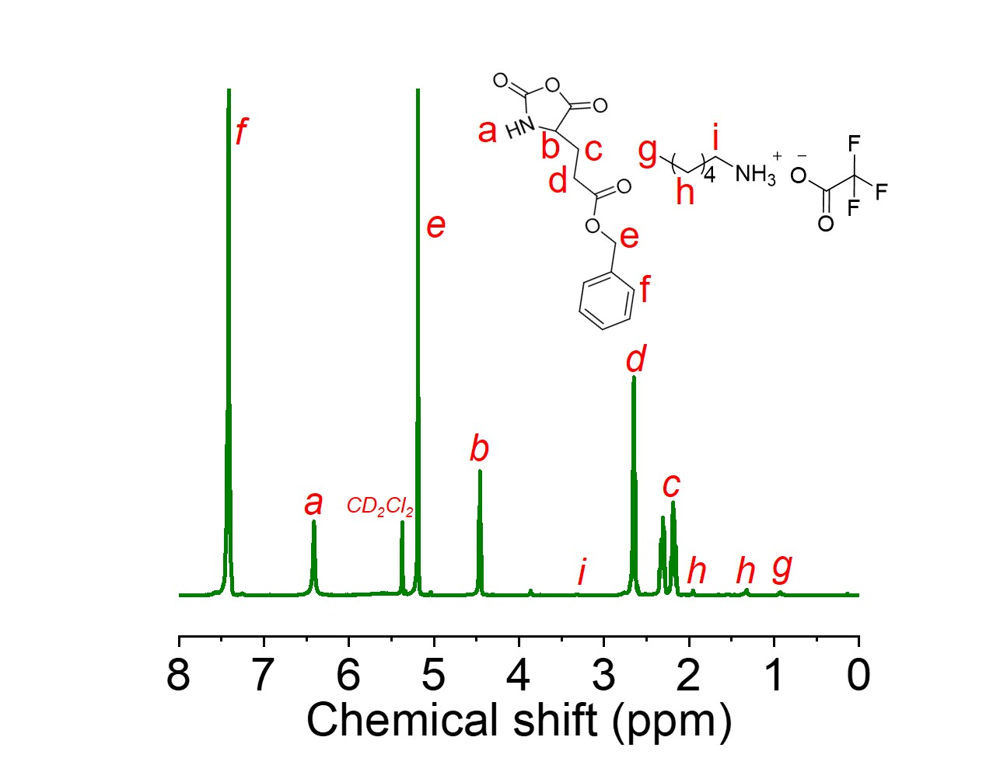 O O O
a HN b c g i + − F
d O ( )4 NH3 O F
h F
O O
e
f
f
e
d
b
a CD2Cl2 c
i h h g
8 7 6 5 4 3 2 1 0
Chemical shift (ppm)